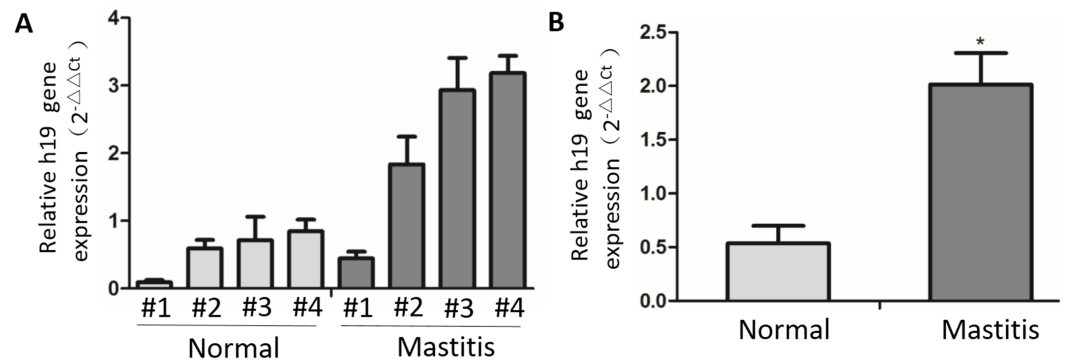 A
Relative h19 gene
expression（2-△△Ct）
4
3
2
1
0
#1 #2 #3 #4 #1 #2 #3 #4
Normal Mastitis
B
Relative h19 gene
expression（2-△△Ct）
2.5
2.0
1.5
1.0
0.5
0.0
*
Normal Mastitis